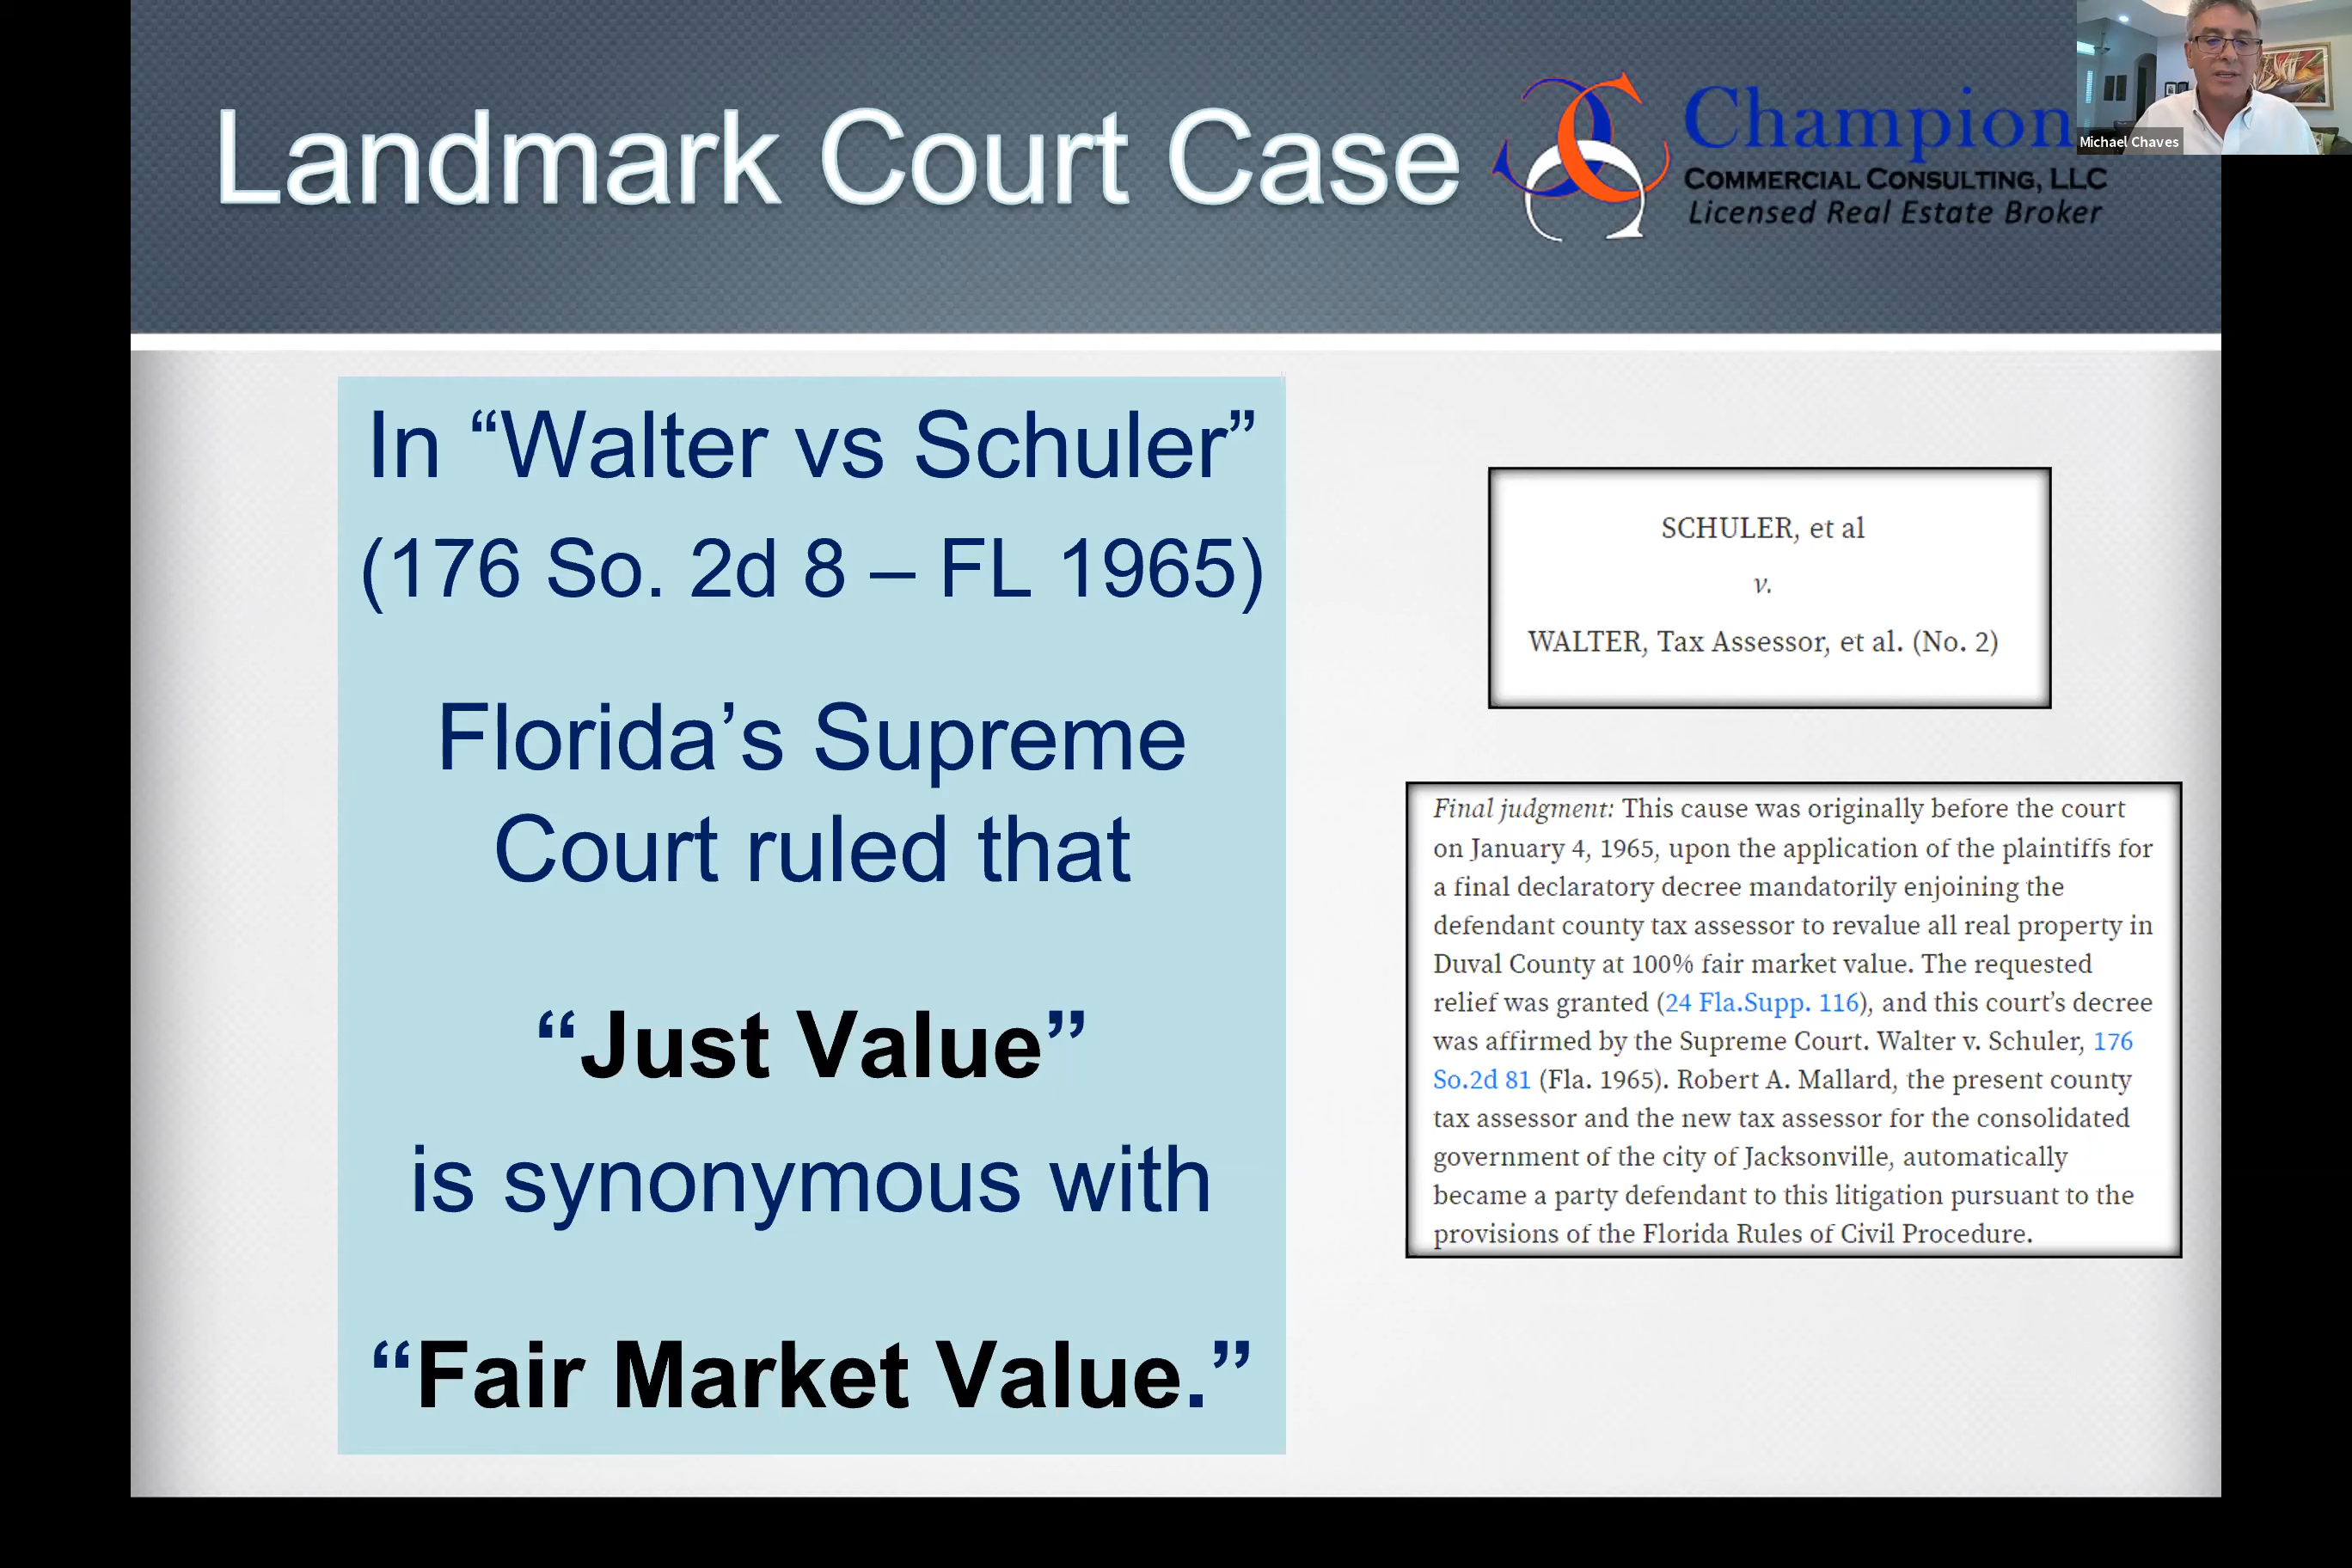 Landmark Court Case
Champion
COMMERCIAL CONSULTING, LLC
Licensed Real Estate Broker
Michael Chaves
In “Walter vs Schuler”
(176 So. 2d 8 – FL 1965)
Florida’s Supreme
Court ruled that
“Just Value”
is synonymous with
“Fair Market Value.”
SCHULER, et al
v.
WALTER, Tax Assessor, et al. (No. 2)
Final judgment: This cause was originally before the court
on January 4, 1965, upon the application of the plaintiffs for
a final declaratory decree mandatorily enjoining the
defendant county tax assessor to revalue all real property in
Duval County at 100% fair market value. The requested
relief was granted (24 Fla.Supp. 116), and this court’s decree
was affirmed by the Supreme Court. Walter v. Schuler, 176
So.2d 81 (Fla. 1965). Robert A. Mallard, the present county
tax assessor and the new tax assessor for the consolidated
government of the city of Jacksonville, automatically
became a party defendant to this litigation pursuant to the
provisions of the Florida Rules of Civil Procedure.